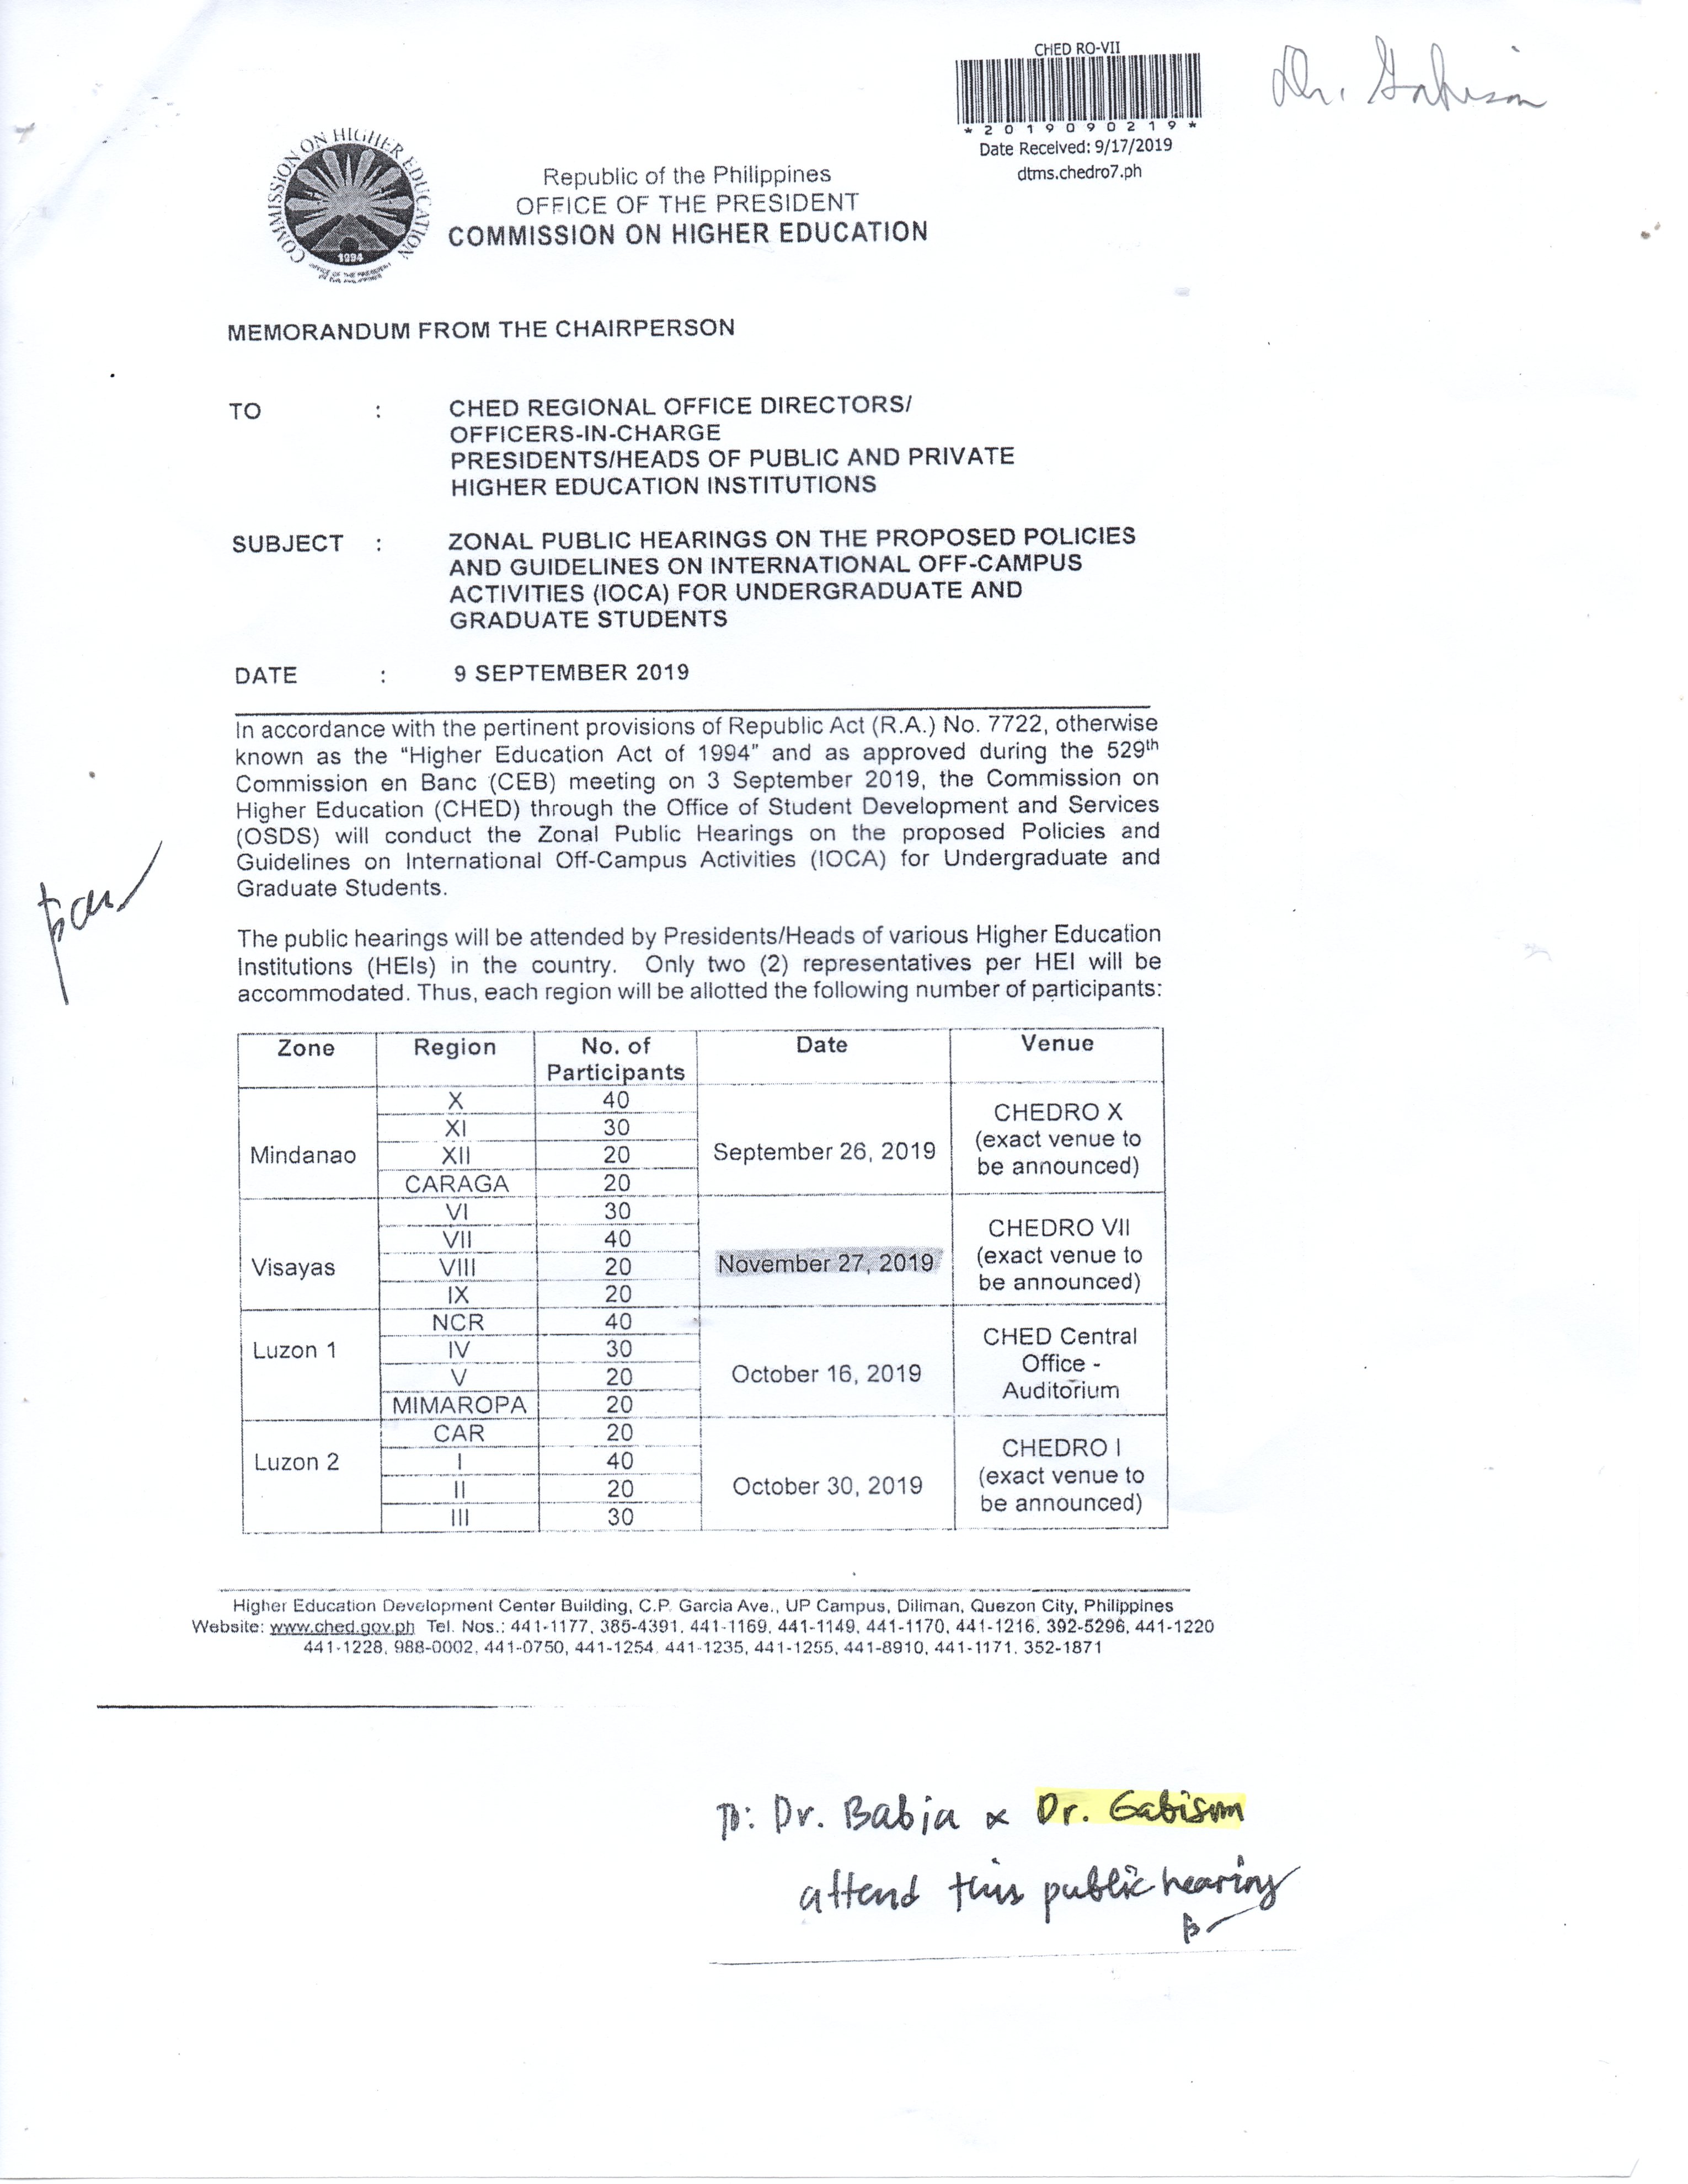 CHED RO-VII
*2019090219*
Date Received: 9/17/2019
dtms.chedro7.ph
Dr. Gabison
COMMISSION ON HIGHER EDUCATION
1994
OFFICE OF THE PRESIDENT
OF THE PHILIPPINES
Republic of the Philippines
OFFICE OF THE PRESIDENT
COMMISSION ON HIGHER EDUCATION
MEMORANDUM FROM THE CHAIRPERSON
TO : CHED REGIONAL OFFICE DIRECTORS/
OFFICERS-IN-CHARGE
PRESIDENTS/HEADS OF PUBLIC AND PRIVATE
HIGHER EDUCATION INSTITUTIONS
SUBJECT : ZONAL PUBLIC HEARINGS ON THE PROPOSED POLICIES
AND GUIDELINES ON INTERNATIONAL OFF-CAMPUS
ACTIVITIES (IOCA) FOR UNDERGRADUATE AND
GRADUATE STUDENTS
DATE : 9 SEPTEMBER 2019
In accordance with the pertinent provisions of Republic Act (R.A.) No. 7722, otherwise
known as the "Higher Education Act of 1994" and as approved during the 529th
Commission en Banc (CEB) meeting on 3 September 2019, the Commission on
Higher Education (CHED) through the Office of Student Development and Services
(OSDS) will conduct the Zonal Public Hearings on the proposed Policies and
Guidelines on International Off-Campus Activities (IOCA) for Undergraduate and
Graduate Students.
The public hearings will be attended by Presidents/Heads of various Higher Education
Institutions (HEIs) in the country. Only two (2) representatives per HEI will be
accommodated. Thus, each region will be allotted the following number of participants:
Zone Region No. of Participants Date Venue
Mindanao X 40 September 26, 2019 CHEDRO X (exact venue to be announced)
XI 30
XII 20
CARAGA 20
Visayas VI 30 November 27, 2019 CHEDRO VII (exact venue to be announced)
VII 40
VIII 20
IX 20
Luzon 1 NCR 40 October 16, 2019 CHED Central Office - Auditorium
IV 30
V 20
MIMAROPA 20
Luzon 2 CAR 20 October 30, 2019 CHEDRO I (exact venue to be announced)
I 40
II 20
III 30
Higher Education Development Center Building, C.P. Garcia Ave., UP Campus, Diliman, Quezon City, Philippines
Website: www.ched.gov.ph Tel. Nos.: 441-1177, 385-4391, 441-1169, 441-1149, 441-1170, 441-1216, 392-5296, 441-1220
441-1228, 988-0002, 441-0750, 441-1254, 441-1235, 441-1255, 441-8910, 441-1171, 352-1871
To: Dr. Babia & Dr. Gabison
attend this public hearing